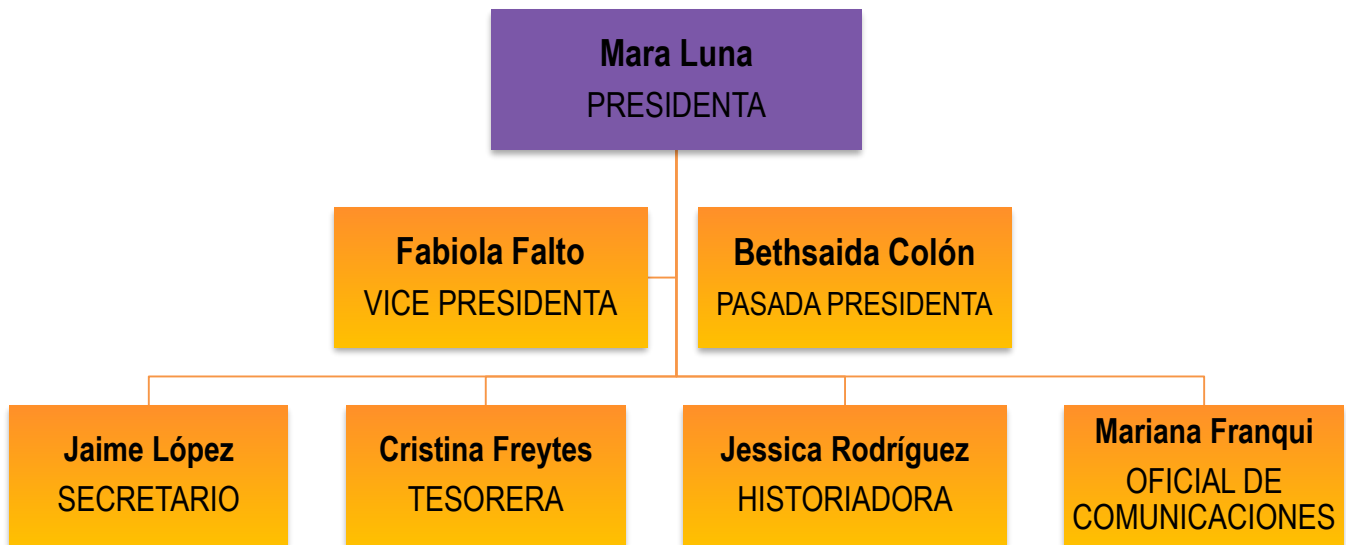 Mara Luna
PRESIDENTA
Fabiola Falto
VICE PRESIDENTA
Bethsaida Colón
PASADA PRESIDENTA
Jaime López
SECRETARIO
Cristina Freytes
TESORERA
Jessica Rodríguez
HISTORIADORA
Mariana Franqui
OFICIAL DE
COMUNICACIONES